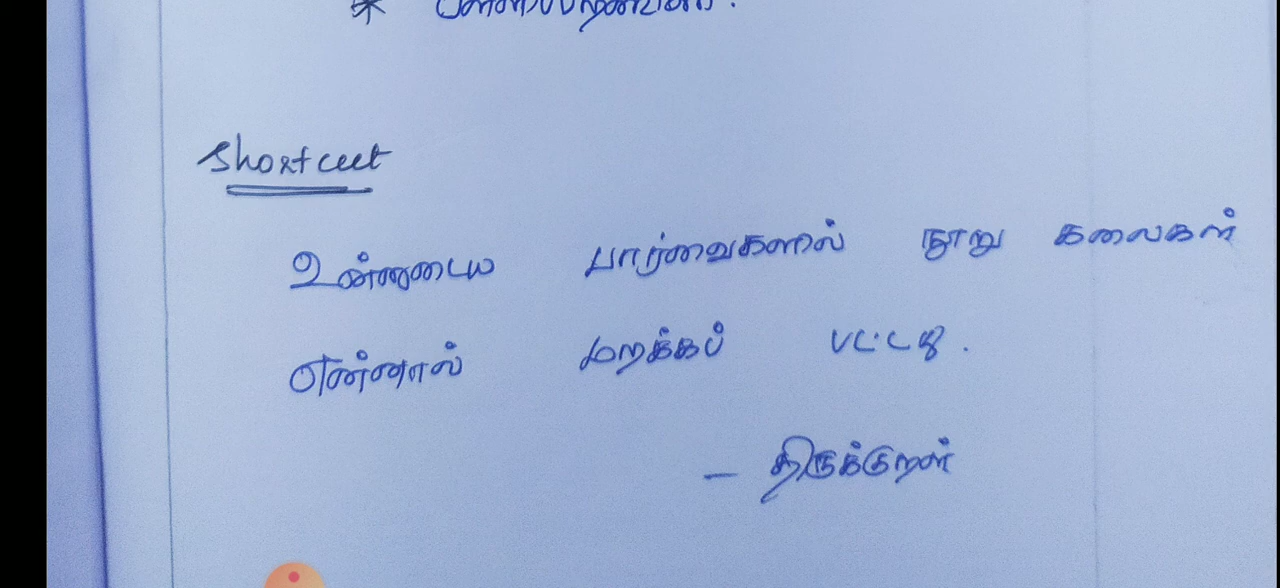 Shortcut
உன்னுடைய பார்வைகளால் நூறு கலைகள்
என்னால் மறக்கப் பட்டது.
- திருக்குறள்